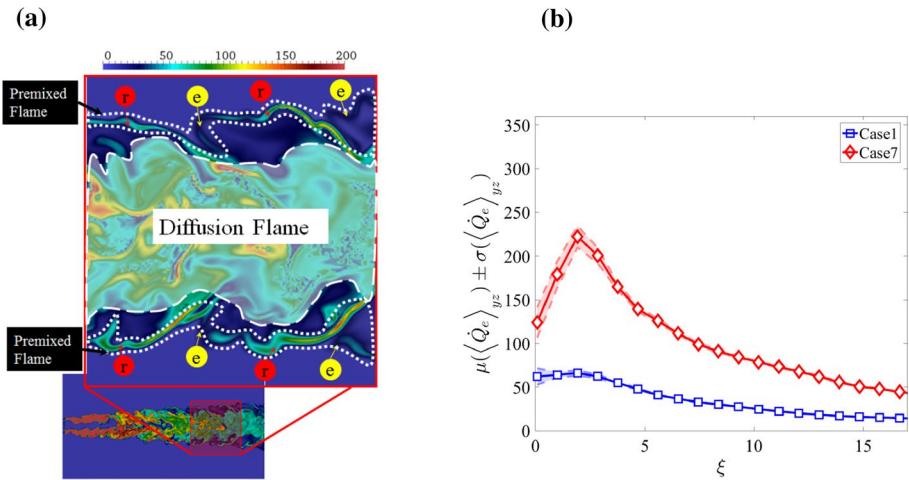 (a)
0 50 100 150 200
Premixed
Flame
r
e
r
e
Diffusion Flame
Premixed
Flame
r
e
r
e
(b)
360
300
250
200
150
100
50
0
0 5 10 15
μ(⟨Q̇e⟩yz) ± σ(⟨Q̇e⟩yz)
ξ
Case1
Case7